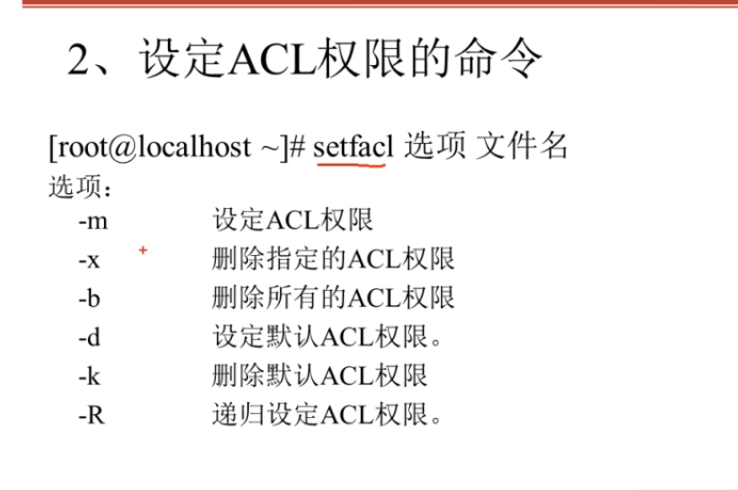 2、设定ACL权限的命令
[root@localhost ~]# setfacl 选项 文件名
选项：
-m 设定ACL权限
-x 删除指定的ACL权限
-b 删除所有的ACL权限
-d 设定默认ACL权限。
-k 删除默认ACL权限
-R 递归设定ACL权限。